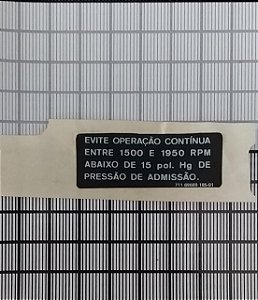 EVITE OPERAÇÃO CONTÍNUA
ENTRE 1500 E 1950 RPM
ABAIXO DE 15 pol. Hg DE
PRESSÃO DE ADMISSÃO.